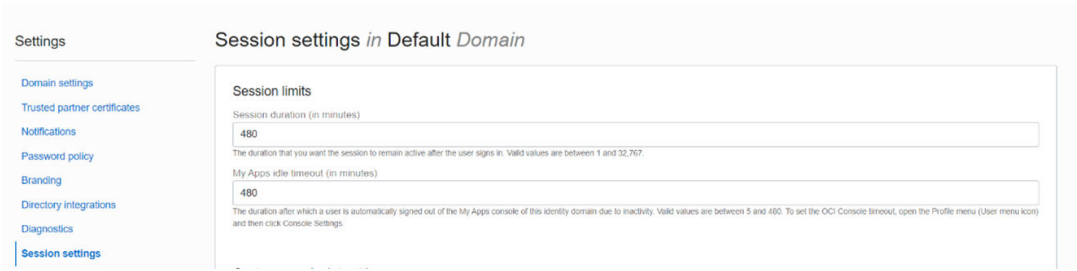 Settings
Session settings in Default Domain
Domain settings
Trusted partner certificates
Notifications
Password policy
Branding
Directory integrations
Diagnostics
Session settings
Session limits
Session duration (in minutes)
480
The duration that you want the session to remain active after the user signs in. Valid values are between 1 and 32,767.
My Apps idle timeout (in minutes)
480
The duration after which a user is automatically signed out of the My Apps console of this identity domain due to inactivity. Valid values are between 5 and 480. To set the OCI Console timeout, open the Profile menu (User menu icon)
and then click Console Settings.